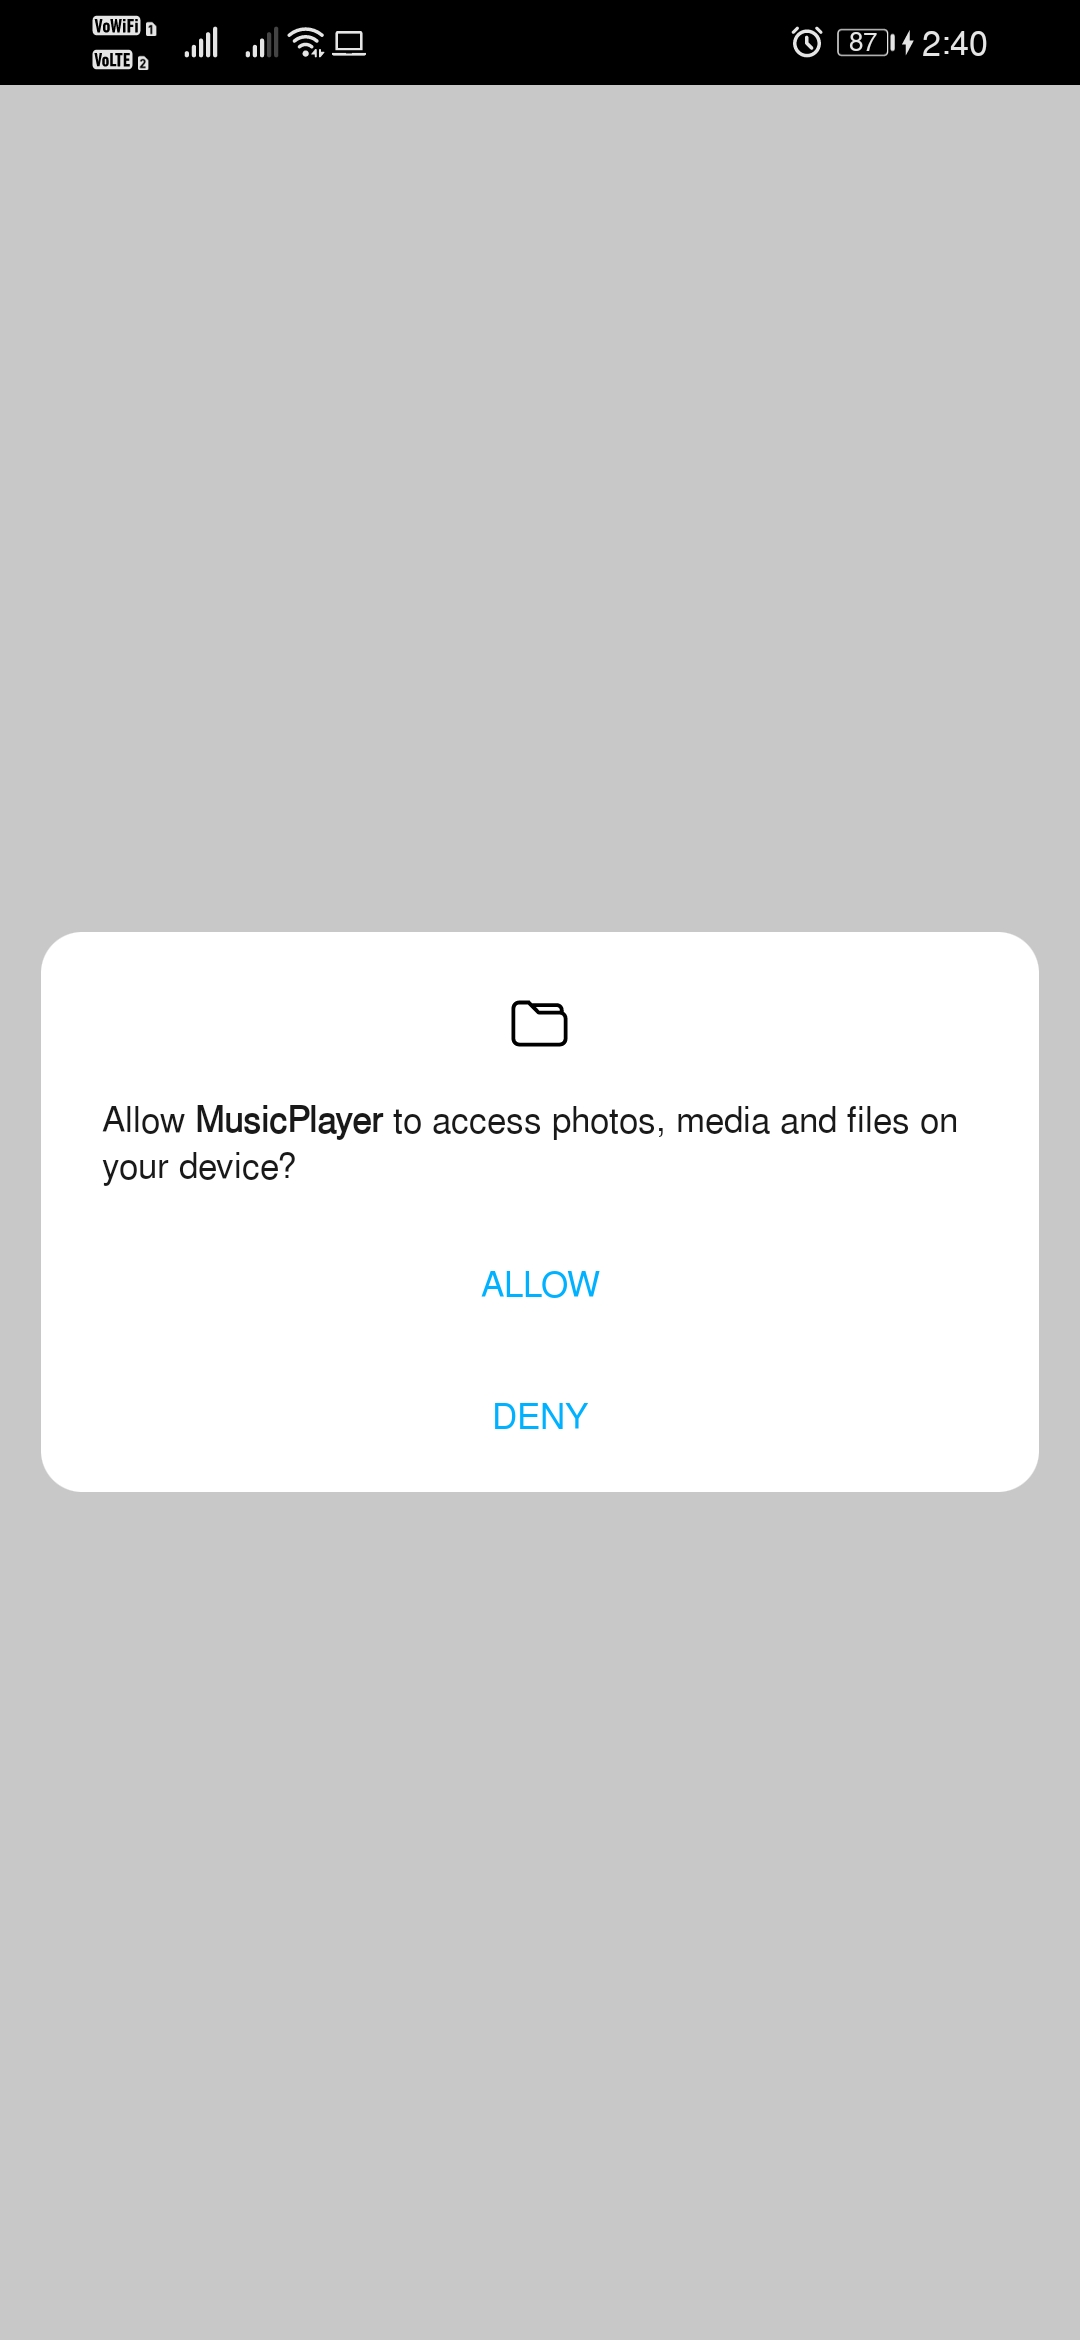 VoWiFi 1
VoLTE 2
87 2:40
Allow MusicPlayer to access photos, media and files on
your device?
ALLOW
DENY